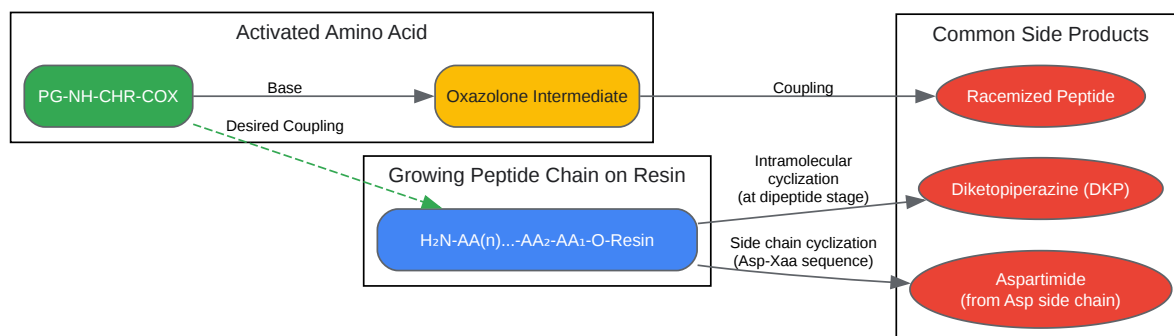 Activated Amino Acid
PG-NH-CHR-COX
Base
Oxazolone Intermediate
Desired Coupling
Coupling
Growing Peptide Chain on Resin
H₂N-AA(n)...-AA₂-AA₁-O-Resin
Intramolecular
cyclization
(at dipeptide stage)
Side chain cyclization
(Asp-Xaa sequence)
Common Side Products
Racemized Peptide
Diketopiperazine (DKP)
Aspartimide
(from Asp side chain)